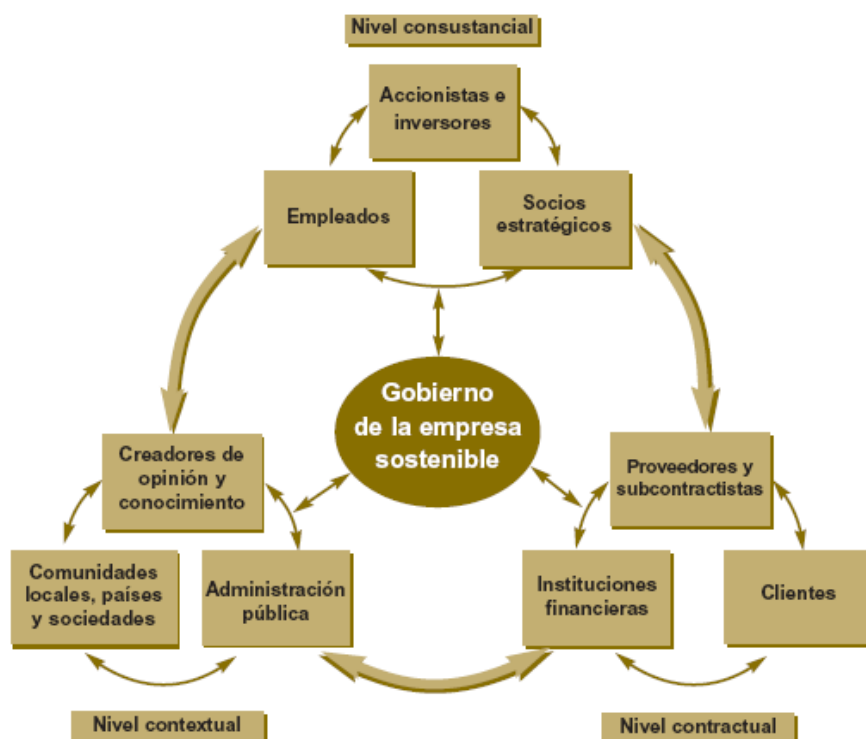 Nivel consustancial
Accionistas e
inversores
Empleados
Socios
estratégicos
Gobierno
de la empresa
sostenible
Creadores de
opinión y
conocimiento
Proveedores y
subcontractistas
Comunidades
locales, países
y sociedades
Administración
pública
Instituciones
financieras
Clientes
Nivel contextual
Nivel contractual